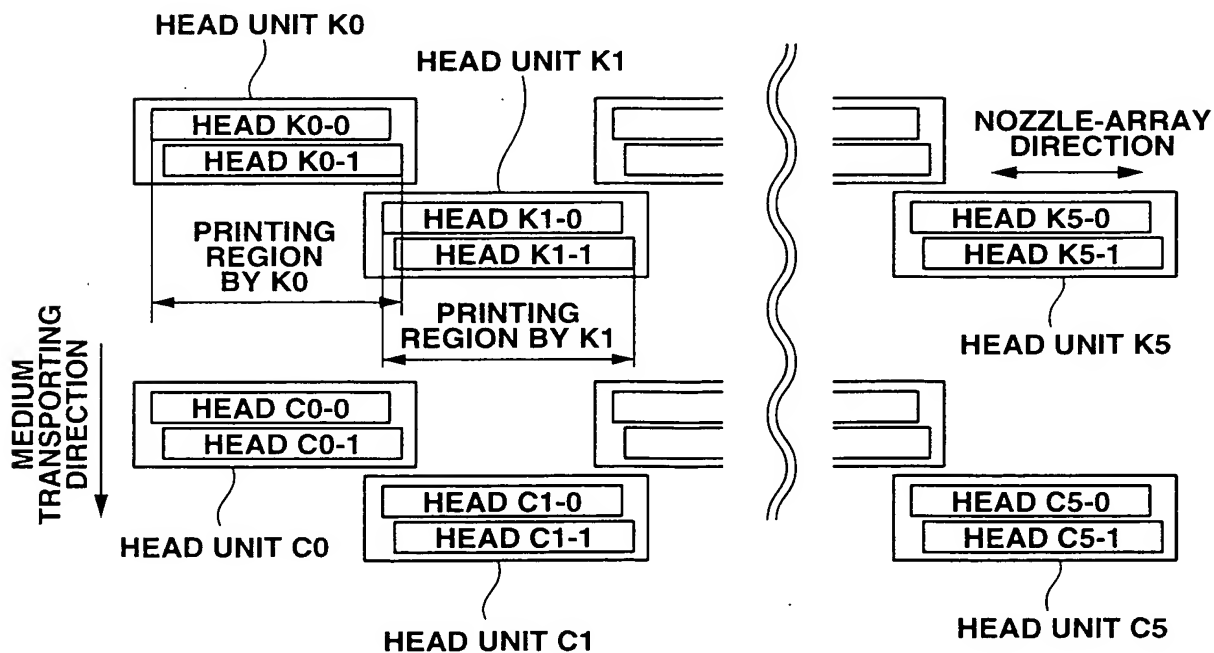 HEAD UNIT K0
HEAD UNIT K1
HEAD K0-0
HEAD K0-1
NOZZLE-ARRAY
DIRECTION
HEAD K1-0
HEAD K1-1
HEAD K5-0
HEAD K5-1
PRINTING
REGION
BY K0
PRINTING
REGION BY K1
HEAD UNIT K5
MEDIUM
TRANSPORTING
DIRECTION
HEAD C0-0
HEAD C0-1
HEAD C1-0
HEAD C1-1
HEAD C5-0
HEAD C5-1
HEAD UNIT C0
HEAD UNIT C1
HEAD UNIT C5